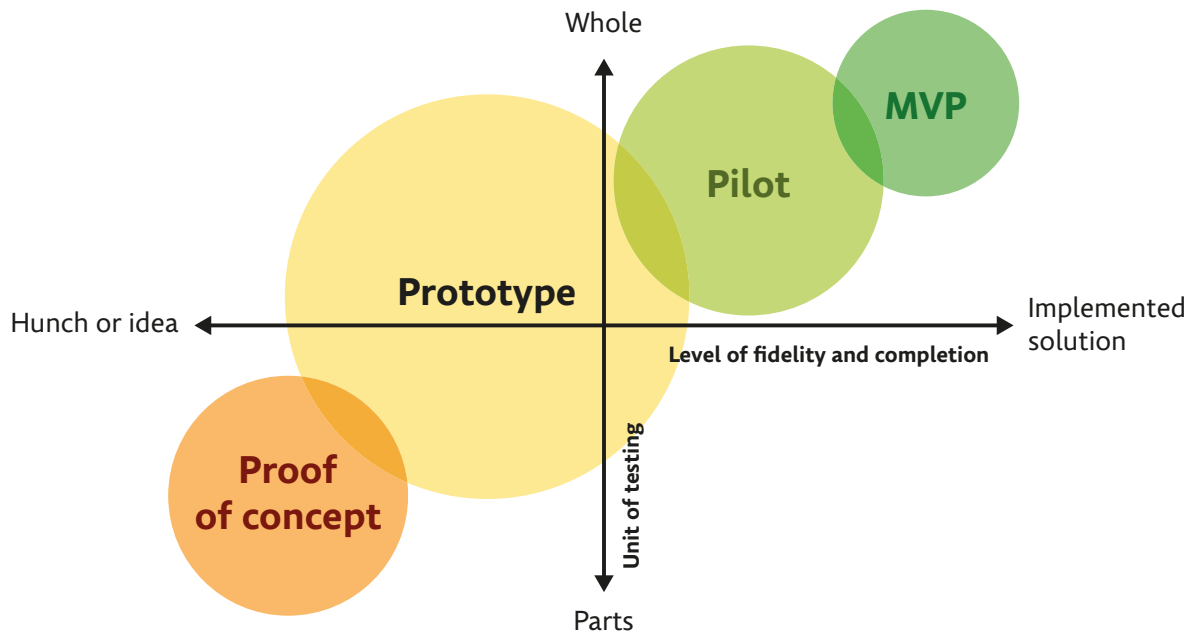 Whole
MVP
Pilot
Prototype
Hunch or idea
Implemented
solution
Level of fidelity and completion
Unit of testing
Proof
of concept
Parts